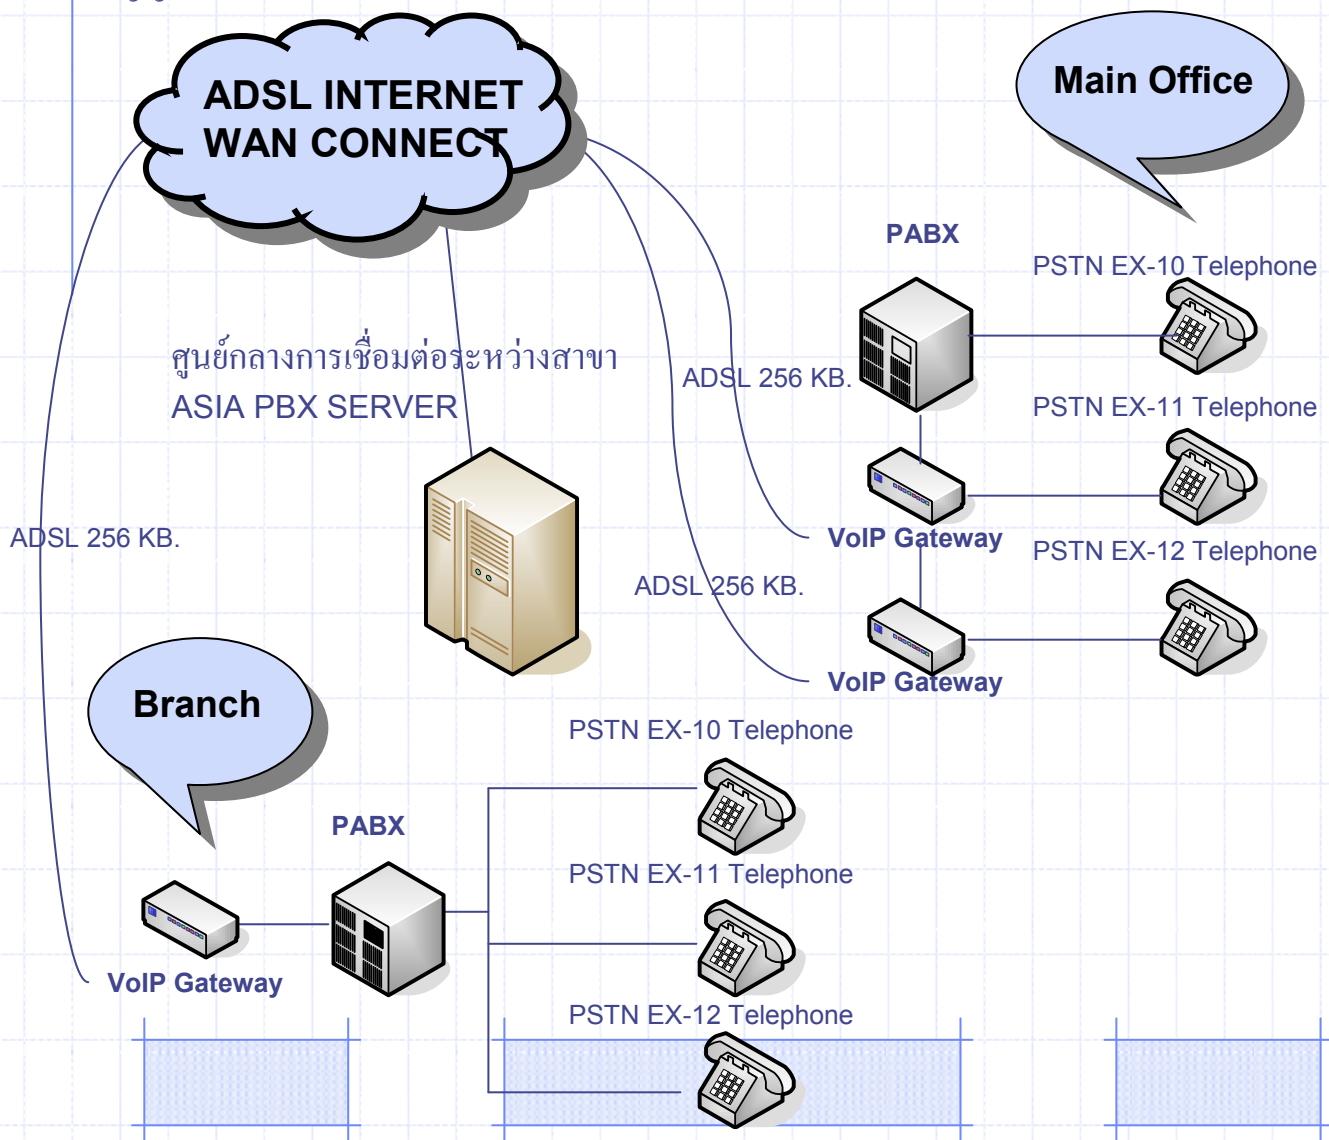 ADSL INTERNET
WAN CONNECT
Main Office
PABX
PSTN EX-10 Telephone
ศูนย์กลางการเชื่อมต่อระหว่างสาขา
ASIA PBX SERVER
ADSL 256 KB.
PSTN EX-11 Telephone
ADSL 256 KB.
VoIP Gateway
PSTN EX-12 Telephone
ADSL 256 KB.
VoIP Gateway
Branch
PSTN EX-10 Telephone
PABX
PSTN EX-11 Telephone
VoIP Gateway
PSTN EX-12 Telephone